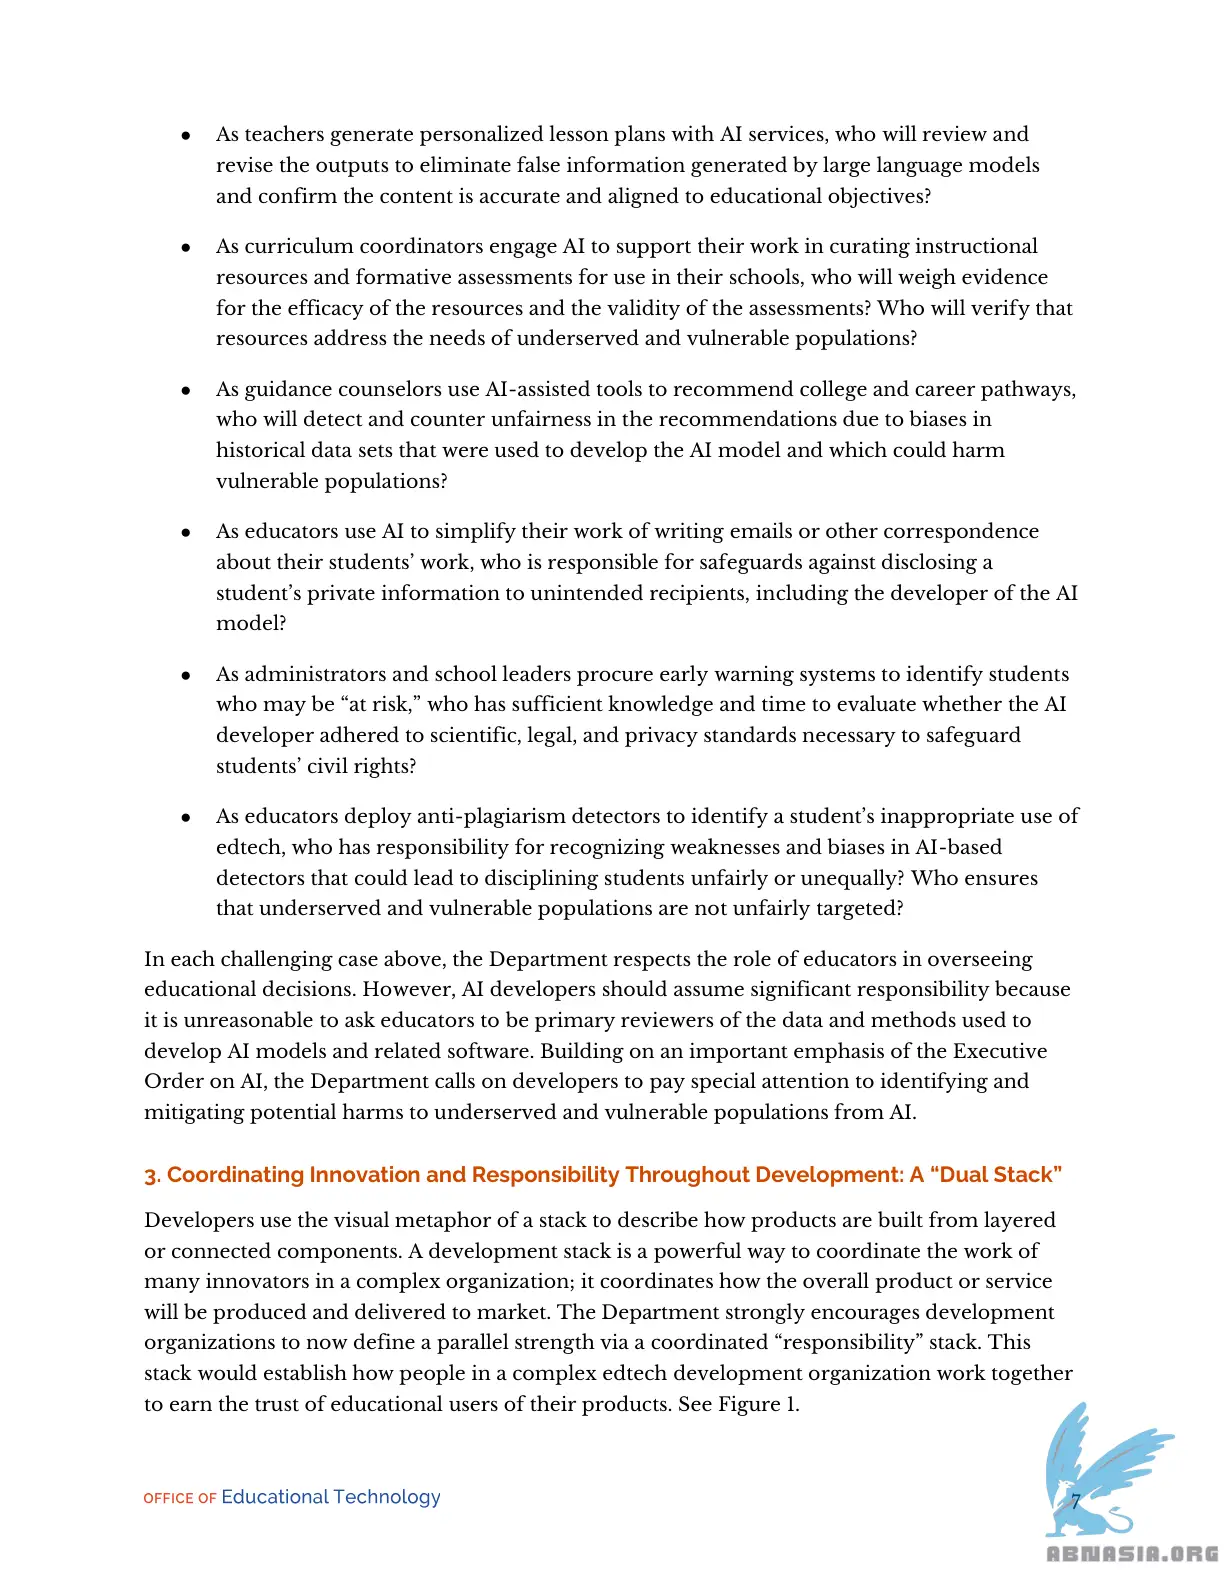 ● As teachers generate personalized lesson plans with AI services, who will review and
revise the outputs to eliminate false information generated by large language models
and confirm the content is accurate and aligned to educational objectives?
● As curriculum coordinators engage AI to support their work in curating instructional
resources and formative assessments for use in their schools, who will weigh evidence
for the efficacy of the resources and the validity of the assessments? Who will verify that
resources address the needs of underserved and vulnerable populations?
● As guidance counselors use AI-assisted tools to recommend college and career pathways,
who will detect and counter unfairness in the recommendations due to biases in
historical data sets that were used to develop the AI model and which could harm
vulnerable populations?
● As educators use AI to simplify their work of writing emails or other correspondence
about their students’ work, who is responsible for safeguards against disclosing a
student’s private information to unintended recipients, including the developer of the AI
model?
● As administrators and school leaders procure early warning systems to identify students
who may be “at risk,” who has sufficient knowledge and time to evaluate whether the AI
developer adhered to scientific, legal, and privacy standards necessary to safeguard
students’ civil rights?
● As educators deploy anti-plagiarism detectors to identify a student’s inappropriate use of
edtech, who has responsibility for recognizing weaknesses and biases in AI-based
detectors that could lead to disciplining students unfairly or unequally? Who ensures
that underserved and vulnerable populations are not unfairly targeted?
In each challenging case above, the Department respects the role of educators in overseeing
educational decisions. However, AI developers should assume significant responsibility because
it is unreasonable to ask educators to be primary reviewers of the data and methods used to
develop AI models and related software. Building on an important emphasis of the Executive
Order on AI, the Department calls on developers to pay special attention to identifying and
mitigating potential harms to underserved and vulnerable populations from AI.
3. Coordinating Innovation and Responsibility Throughout Development: A “Dual Stack”
Developers use the visual metaphor of a stack to describe how products are built from layered
or connected components. A development stack is a powerful way to coordinate the work of
many innovators in a complex organization; it coordinates how the overall product or service
will be produced and delivered to market. The Department strongly encourages development
organizations to now define a parallel strength via a coordinated “responsibility” stack. This
stack would establish how people in a complex edtech development organization work together
to earn the trust of educational users of their products. See Figure 1.
OFFICE OF Educational Technology
7
ABNASIA.ORG